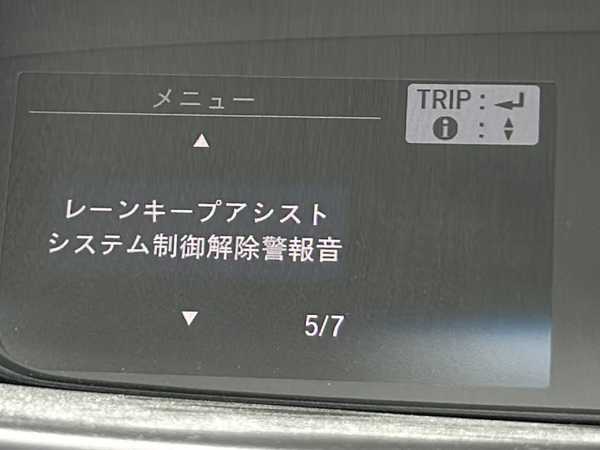 メニュー
TRIP :
:
レーンキープアシスト
システム制御解除警報音
5/7